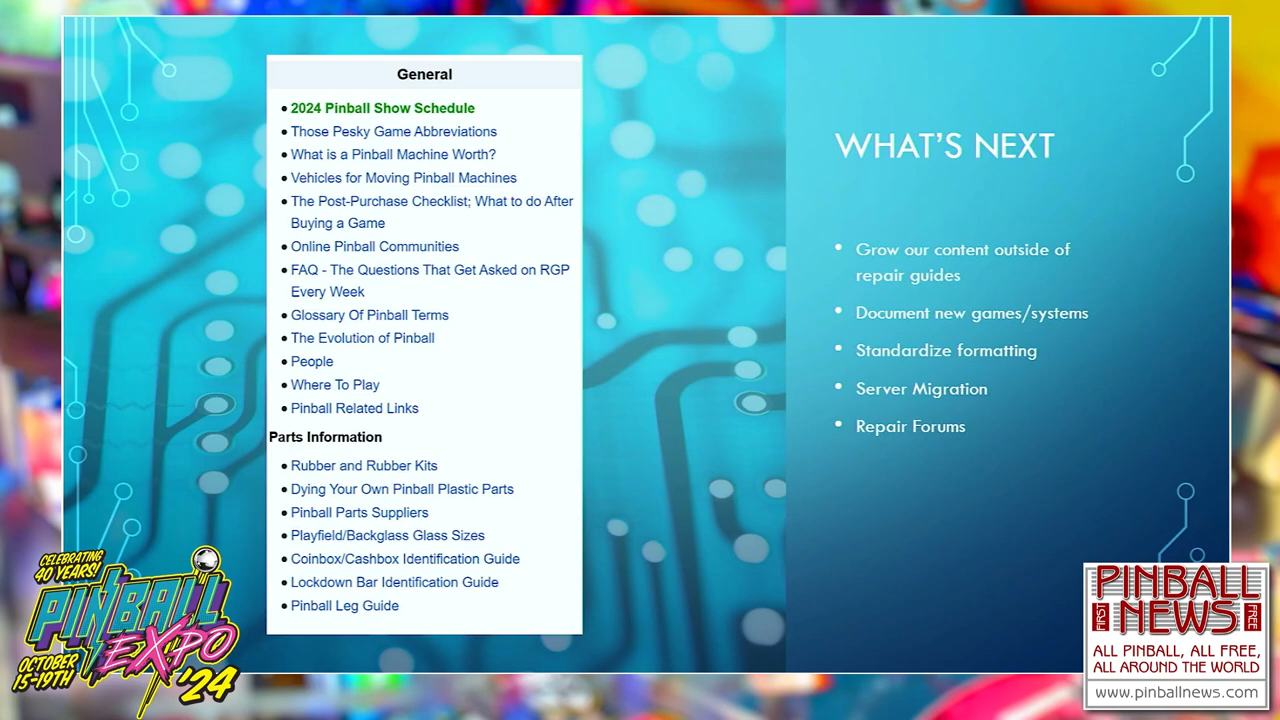 General
• 2024 Pinball Show Schedule
• Those Pesky Game Abbreviations
• What is a Pinball Machine Worth?
• Vehicles for Moving Pinball Machines
• The Post-Purchase Checklist; What to do After
Buying a Game
• Online Pinball Communities
• FAQ - The Questions That Get Asked on RGP
Every Week
• Glossary Of Pinball Terms
• The Evolution of Pinball
• People
• Where To Play
• Pinball Related Links
Parts Information
• Rubber and Rubber Kits
• Dying Your Own Pinball Plastic Parts
• Pinball Parts Suppliers
• Playfield/Backglass Glass Sizes
• Coinbox/Cashbox Identification Guide
• Lockdown Bar Identification Guide
• Pinball Leg Guide
WHAT'S NEXT
• Grow our content outside of
repair guides
• Document new games/systems
• Standardize formatting
• Server Migration
• Repair Forums
CELEBRATING
40 YEARS!
PINBALL
EXPO
OCTOBER
15-19TH
'24
PINBALL
FIRST NEWS FREE
ALL PINBALL, ALL FREE,
ALL AROUND THE WORLD
www.pinballnews.com